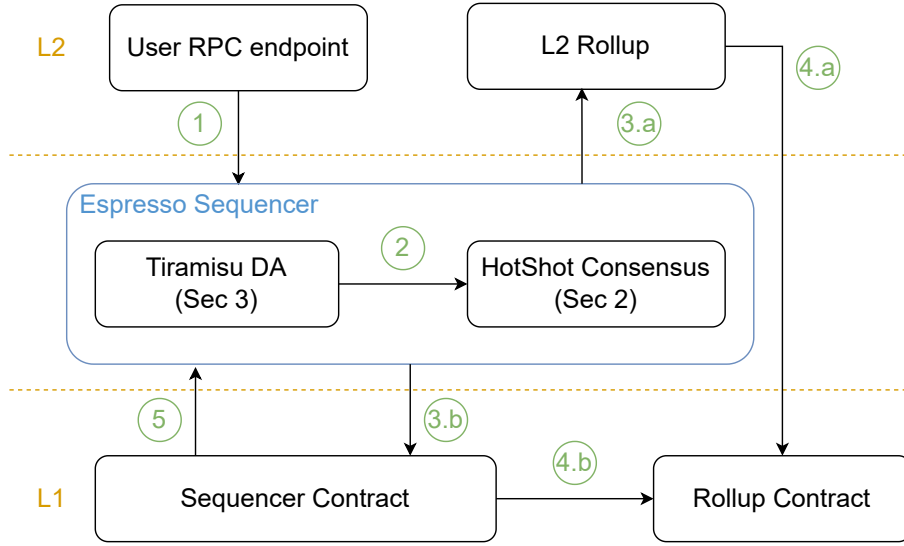 L2
User RPC endpoint
L2 Rollup
4.a
1
3.a
Espresso Sequencer
Tiramisu DA
(Sec 3)
2
HotShot Consensus
(Sec 2)
5
3.b
4.b
L1
Sequencer Contract
Rollup Contract